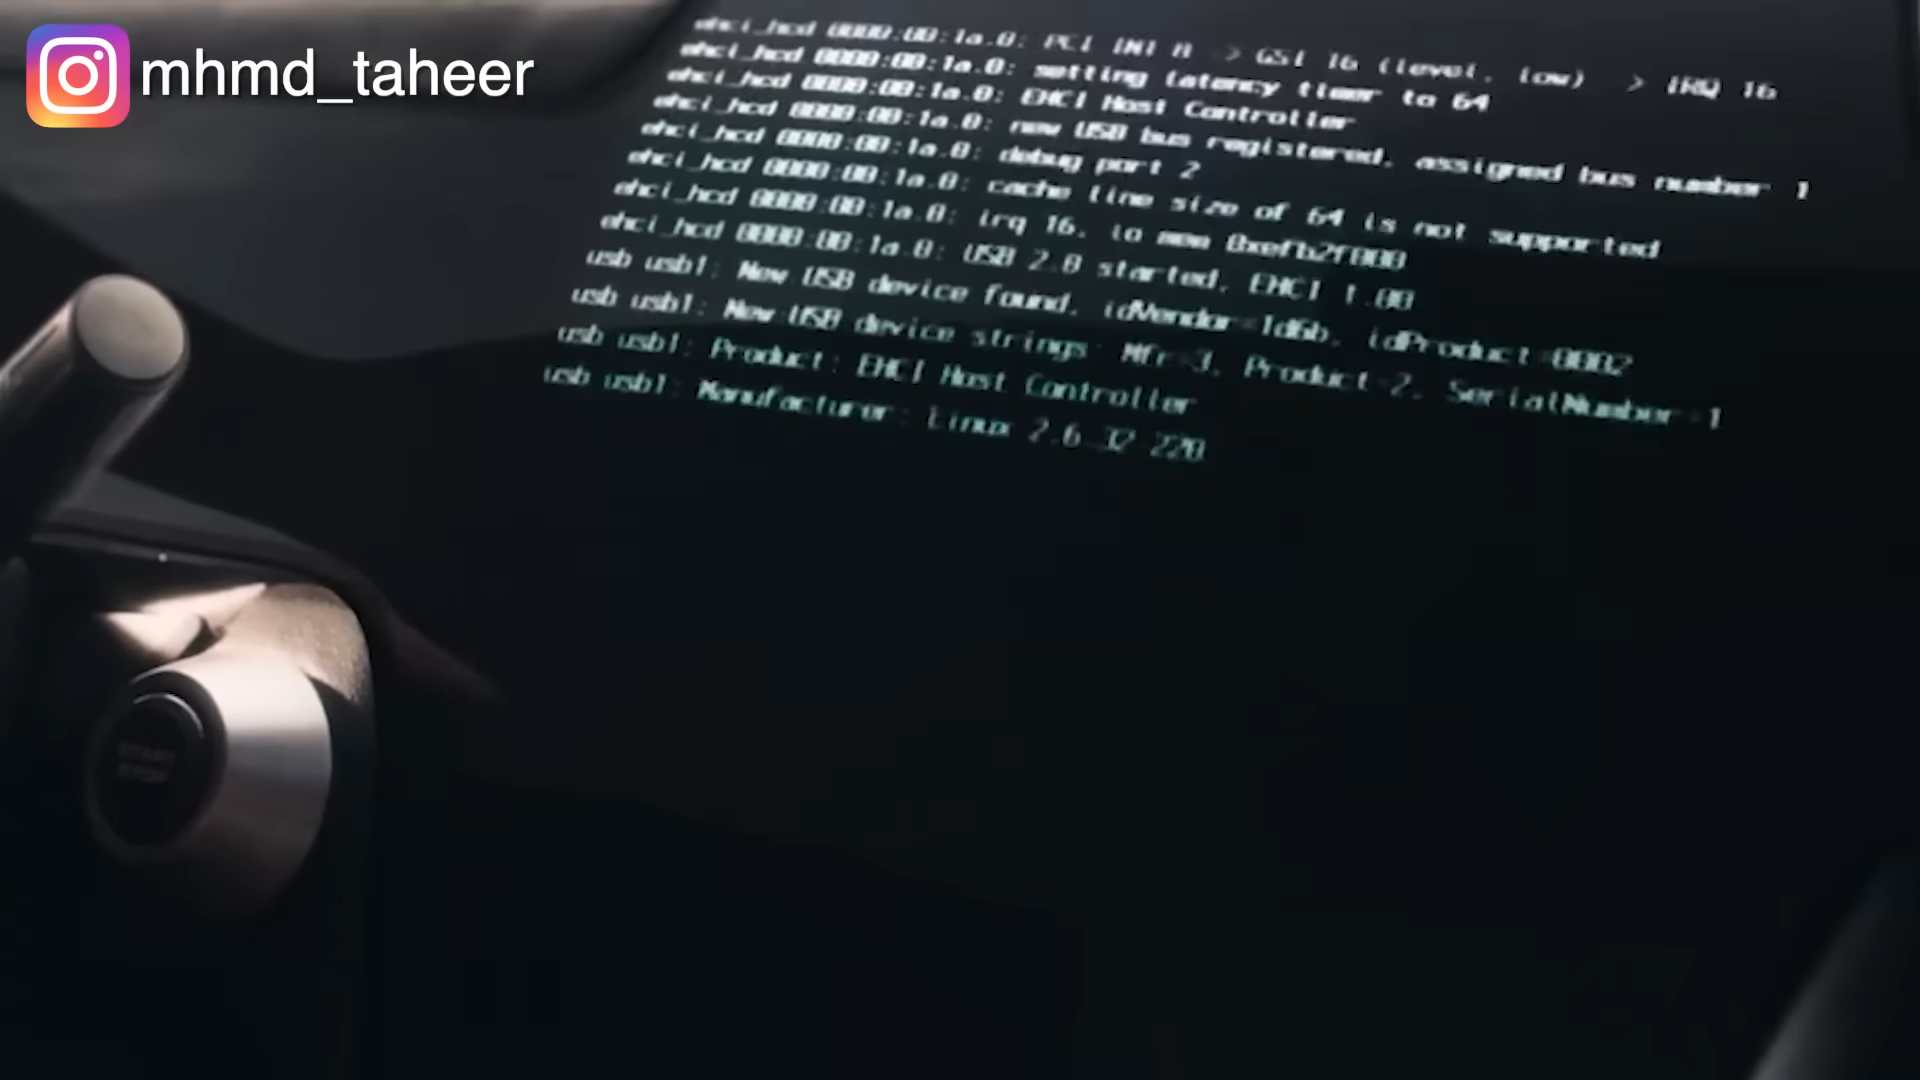 mhmd_taheer
ehci_hcd 0000:00:1a.0: PCI INT A -> GSI 16 (level, low) -> IRQ 16
ehci_hcd 0000:00:1a.0: setting latency timer to 64
ehci_hcd 0000:00:1a.0: EHCI Host Controller
ehci_hcd 0000:00:1a.0: new USB bus registered, assigned bus number 1
ehci_hcd 0000:00:1a.0: debug port 2
ehci_hcd 0000:00:1a.0: cache line size of 64 is not supported
ehci_hcd 0000:00:1a.0: irq 16, io mem 0xefb2f000
ehci_hcd 0000:00:1a.0: USB 2.0 started, EHCI 1.00
usb usb1: New USB device found, idVendor=1d6b, idProduct=0002
usb usb1: New USB device strings: Mfr=3, Product=2, SerialNumber=1
usb usb1: Product: EHCI Host Controller
usb usb1: Manufacturer: Linux 2.6.32-220
START
STOP